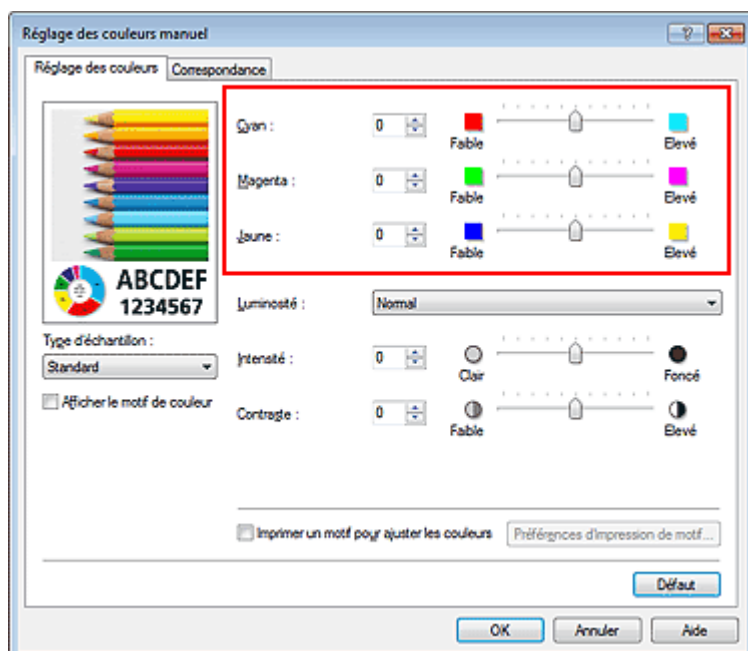 Réglage des couleurs manuel
Réglage des couleurs
Correspondance
ABCDEF
1234567
Type d'échantillon :
Standard
Afficher le motif de couleur
Cyan : 0 Faible Elevé
Magenta : 0 Faible Elevé
Jaune : 0 Faible Elevé
Luminosité : Normal
Intensité : 0 Clair Foncé
Contraste : 0 Faible Elevé
Imprimer un motif pour ajuster les couleurs
Préférences d'impression de motif...
Défaut
OK Annuler Aide